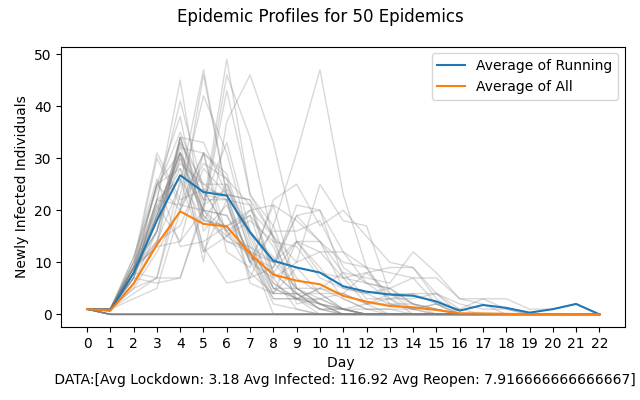 Epidemic Profiles for 50 Epidemics
50
40
30
20
10
0
Newly Infected Individuals
Average of Running
Average of All
0 1 2 3 4 5 6 7 8 9 10 11 12 13 14 15 16 17 18 19 20 21 22
Day
DATA:[Avg Lockdown: 3.18 Avg Infected: 116.92 Avg Reopen: 7.916666666666667]